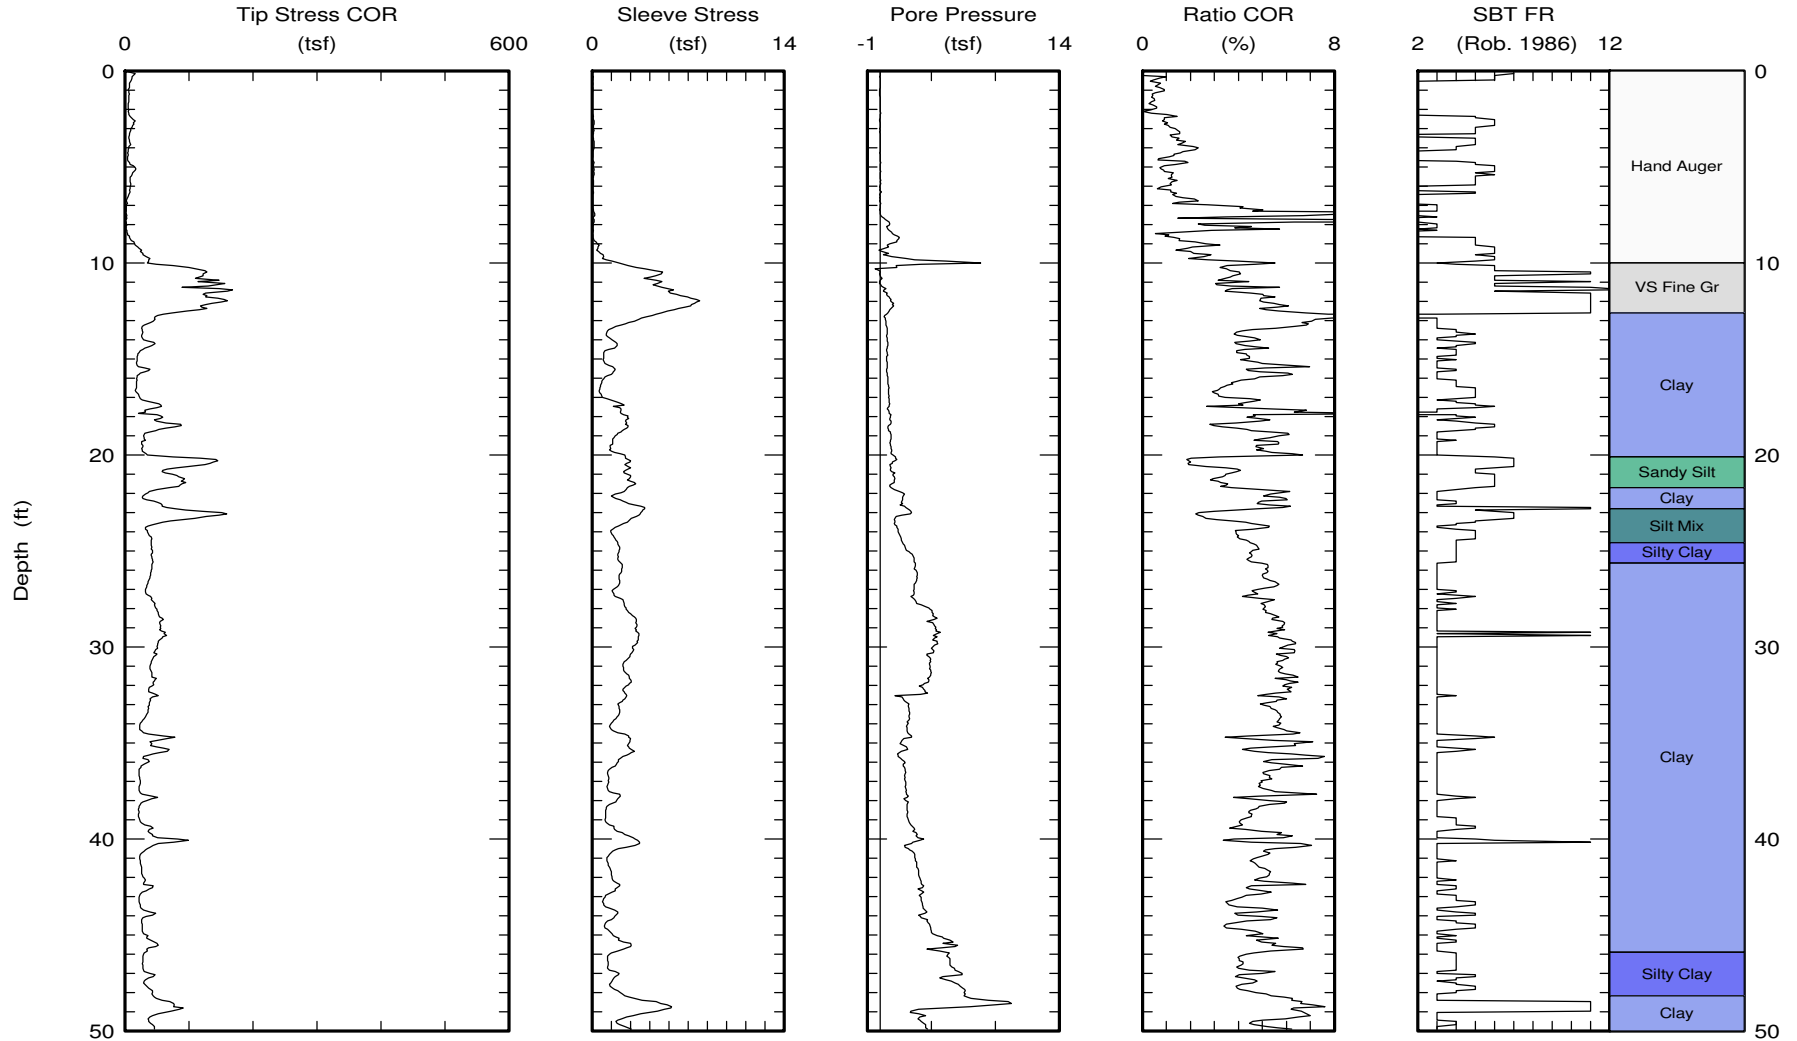 Tip Stress COR Sleeve Stress Pore Pressure Ratio COR SBT FR
0 (tsf) 600 0 (tsf) 14 -1 (tsf) 14 0 (%) 8 2 (Rob. 1986) 12
0 0
Hand Auger
10 10
VS Fine Gr
Clay
20 20
Sandy Silt
Clay
Silt Mix
Silty Clay
Depth (ft)
30 30
Clay
40 40
Silty Clay
Clay
50 50